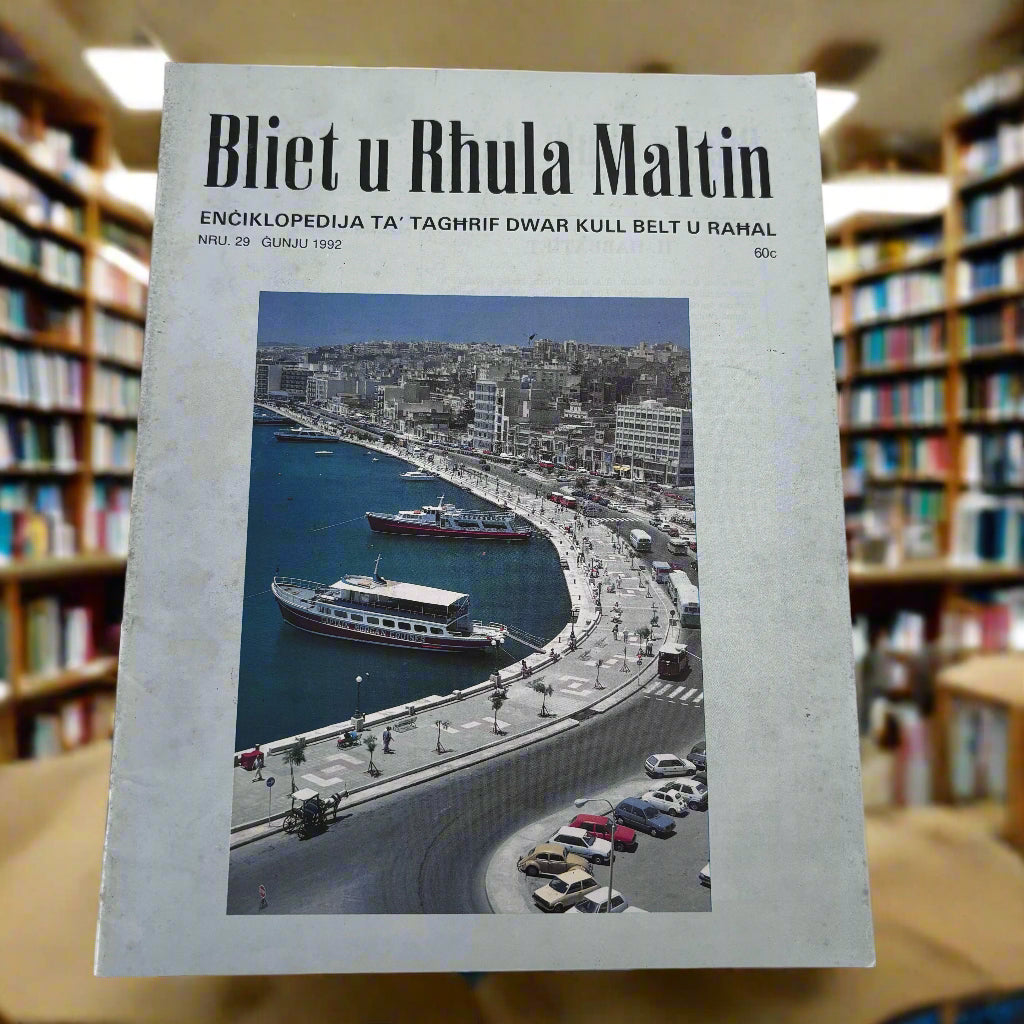 Bliet u Rħula Maltin
ENĊIKLOPEDIJA TA' TAGĦRIF DWAR KULL BELT U RAĦAL
NRU. 29 ĠUNJU 1992
60c